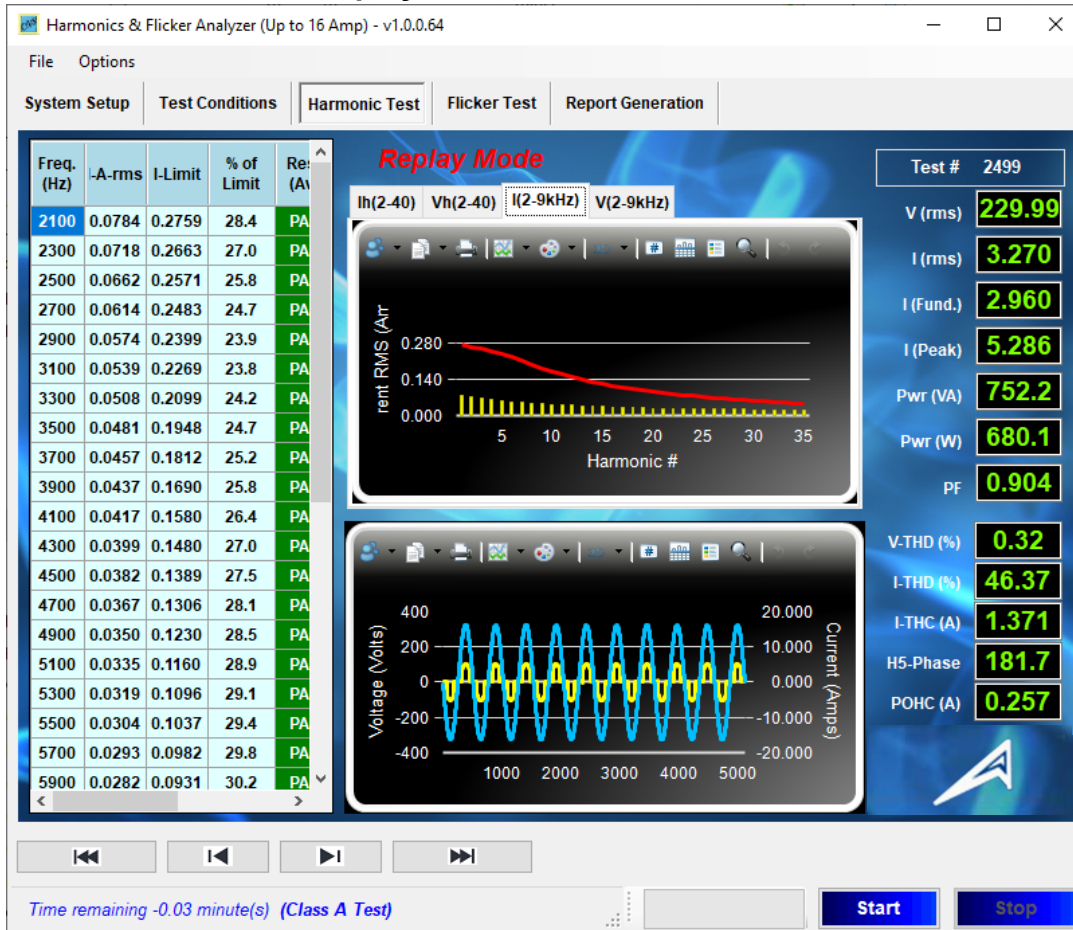 Harmonics & Flicker Analyzer (Up to 16 Amp) - v1.0.0.64
File Options
System Setup Test Conditions Harmonic Test Flicker Test Report Generation
Replay Mode
Freq. (Hz) I-A-rms I-Limit % of Limit
2100 0.0784 0.2759 28.4 PA
2300 0.0718 0.2663 27.0 PA
2500 0.0662 0.2571 25.8 PA
2700 0.0614 0.2483 24.7 PA
2900 0.0574 0.2399 23.9 PA
3100 0.0539 0.2269 23.8 PA
3300 0.0508 0.2099 24.2 PA
3500 0.0481 0.1948 24.7 PA
3700 0.0457 0.1812 25.2 PA
3900 0.0437 0.1690 25.8 PA
4100 0.0417 0.1580 26.4 PA
4300 0.0399 0.1480 27.0 PA
4500 0.0382 0.1389 27.5 PA
4700 0.0367 0.1306 28.1 PA
4900 0.0350 0.1230 28.5 PA
5100 0.0335 0.1160 28.9 PA
5300 0.0319 0.1096 29.1 PA
5500 0.0304 0.1037 29.4 PA
5700 0.0293 0.0982 29.8 PA
5900 0.0282 0.0931 30.2 PA
Ih(2-40) Vh(2-40) I(2-9kHz) V(2-9kHz)
rent RMS (Am
0.280
0.140
0.000
5 10 15 20 25 30 35
Harmonic #
Voltage (Volts)
400
200
0
-200
-400
1000 2000 3000 4000 5000
20.000
10.000
0.000
-10.000
-20.000
Current (Amps)
Test # 2499
V (rms) 229.99
I (rms) 3.270
I (Fund.) 2.960
I (Peak) 5.286
Pwr (VA) 752.2
Pwr (W) 680.1
PF 0.904
V-THD (%) 0.32
I-THD (%) 46.37
I-THC (A) 1.371
H5-Phase 181.7
POHC (A) 0.257
Time remaining -0.03 minute(s) (Class A Test)
Start Stop